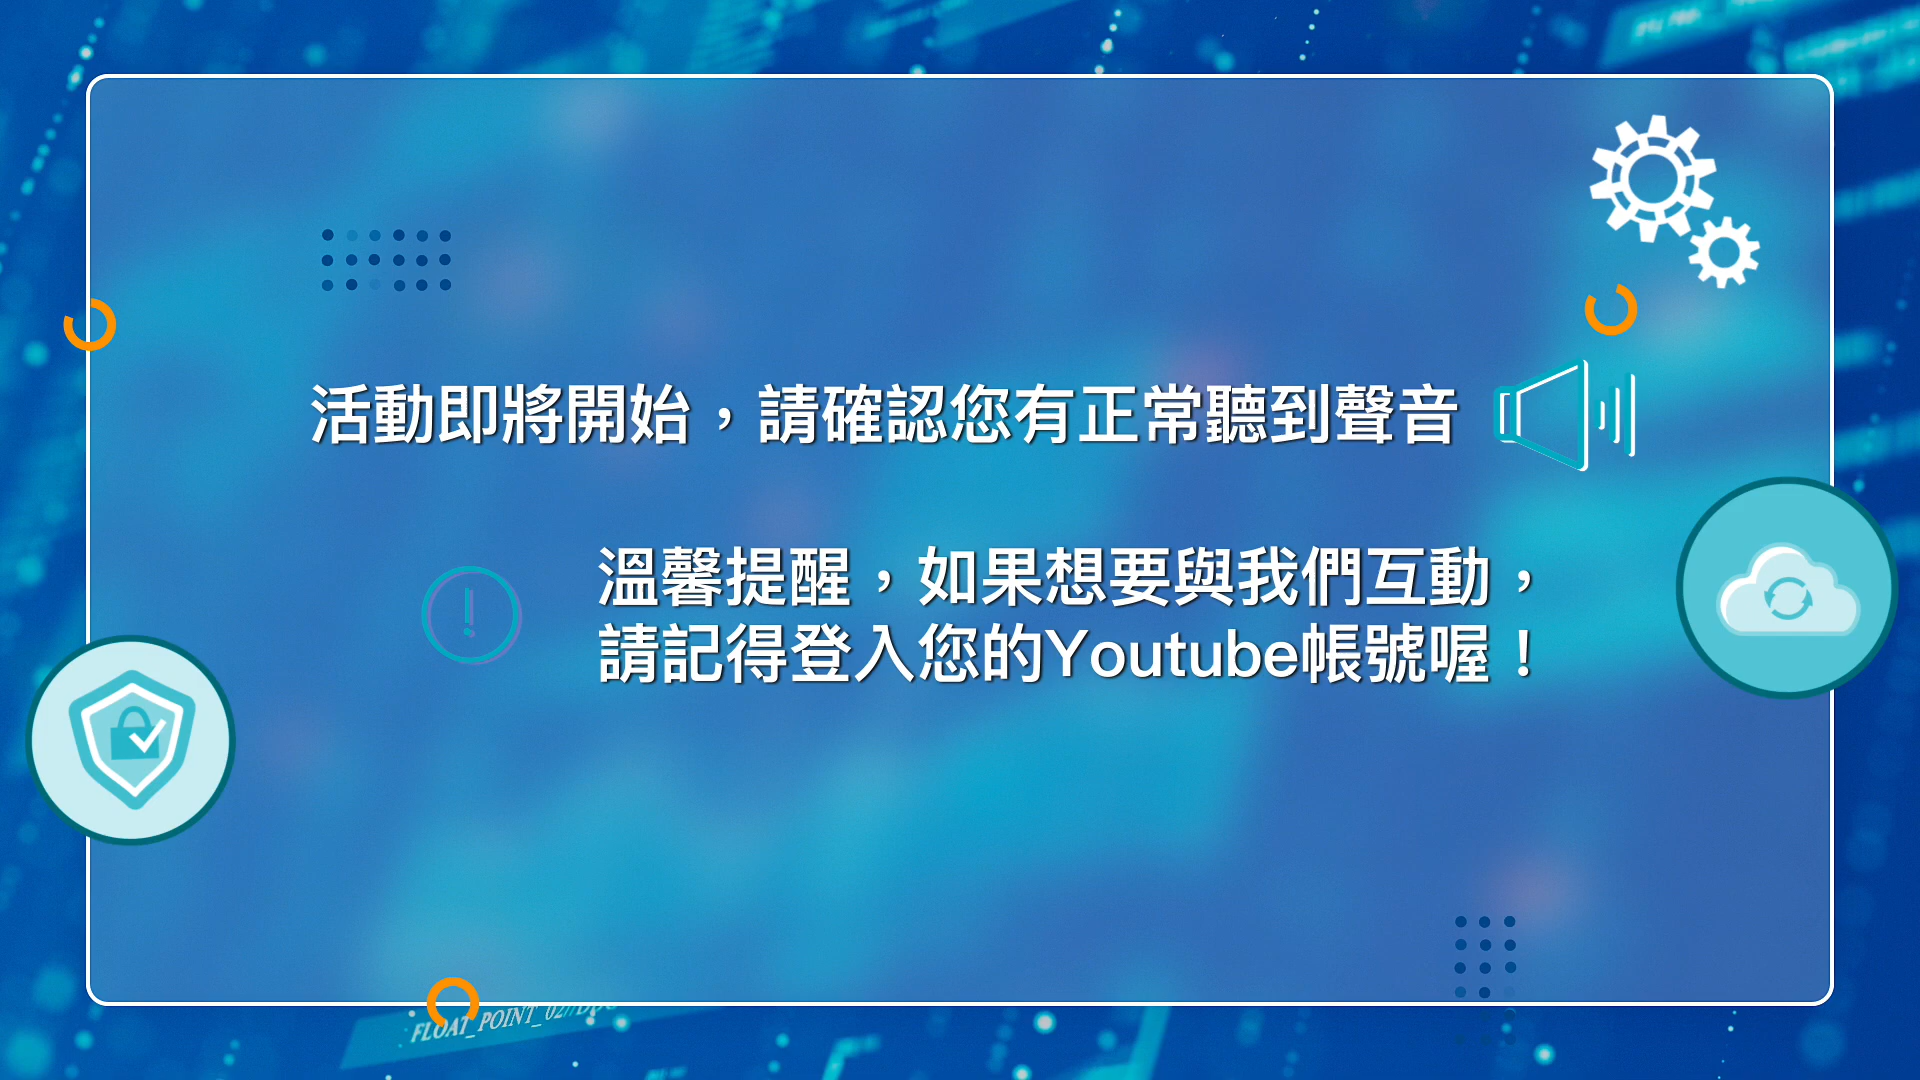 活動即將開始，請確認您有正常聽到聲音
溫馨提醒，如果想要與我們互動，
請記得登入您的Youtube帳號喔！
FLOAT_POINT_02//